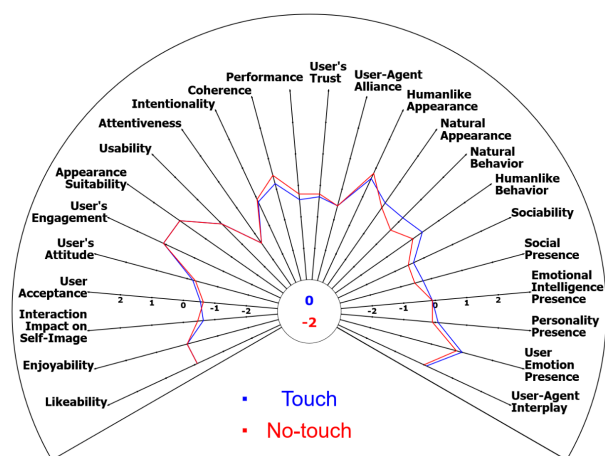 User's
Trust
Performance
User-Agent
Alliance
Coherence
Humanlike
Appearance
Intentionality
Natural
Appearance
Attentiveness
Natural
Behavior
Usability
Humanlike
Behavior
Appearance
Suitability
Sociability
User's
Engagement
Social
Presence
User's
Attitude
Emotional
Intelligence
Presence
User
Acceptance
2 1 0 -1 -2
-2 -1 0 1 2
Interaction
Impact on
Self-Image
Personality
Presence
0
-2
Enjoyability
User
Emotion
Presence
Likeability
User-Agent
Interplay
Touch
No-touch